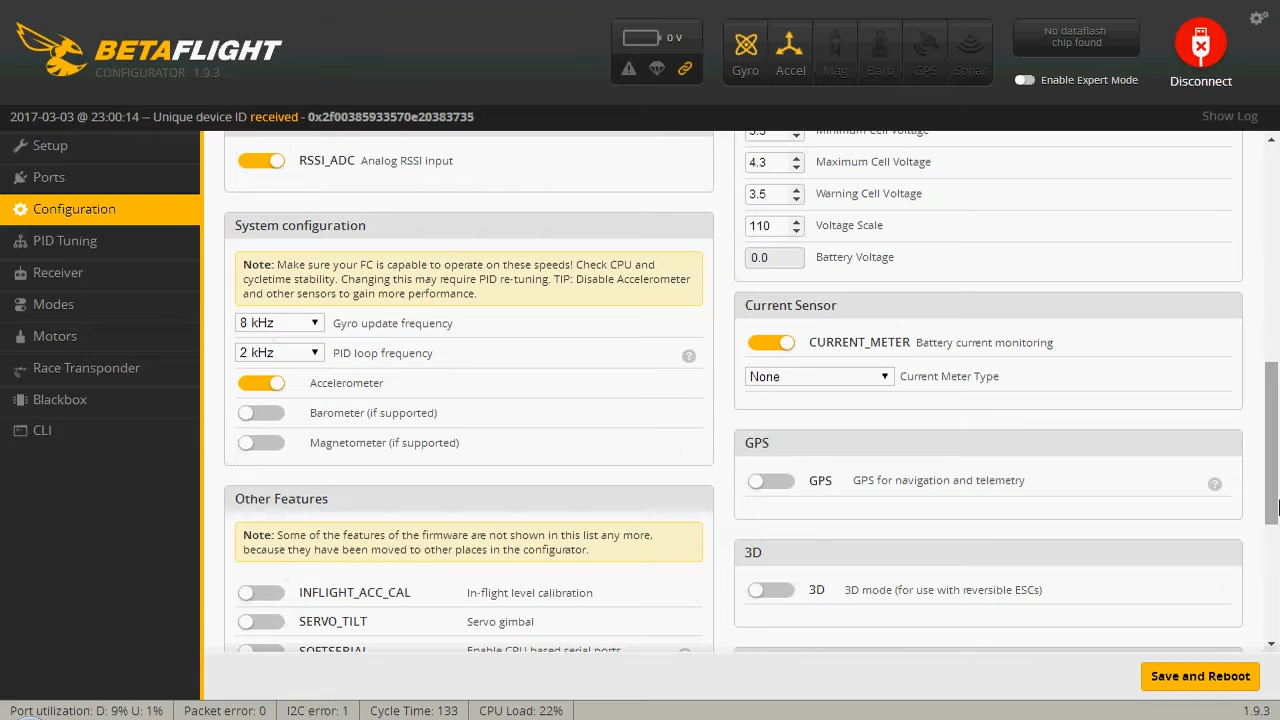 BETAFLIGHT
CONFIGURATOR 1.9.3
0 V
Gyro
Accel
Mag
Baro
GPS
Sonar
No dataflash
chip found
Enable Expert Mode
Disconnect
2017-03-03 @ 23:00:14 -- Unique device ID received - 0x2f00385933570e20383735
Show Log
Setup
Ports
Configuration
PID Tuning
Receiver
Modes
Motors
Race Transponder
Blackbox
CLI
RSSI_ADC Analog RSSI input
System configuration
Note: Make sure your FC is capable to operate on these speeds! Check CPU and
cycletime stability. Changing this may require PID re-tuning. TIP: Disable Accelerometer
and other sensors to gain more performance.
8 kHz Gyro update frequency
2 kHz PID loop frequency ?
Accelerometer
Barometer (if supported)
Magnetometer (if supported)
Other Features
Note: Some of the features of the firmware are not shown in this list any more,
because they have been moved to other places in the configurator.
INFLIGHT_ACC_CAL In-flight level calibration
SERVO_TILT Servo gimbal
SOFTSERIAL Enable CPU based serial ports
Minimum Cell Voltage
4.3 Maximum Cell Voltage
3.5 Warning Cell Voltage
110 Voltage Scale
0.0 Battery Voltage
Current Sensor
CURRENT_METER Battery current monitoring
None Current Meter Type
GPS
GPS GPS for navigation and telemetry ?
3D
3D 3D mode (for use with reversible ESCs)
Save and Reboot
Port utilization: D: 9% U: 1% Packet error: 0 I2C error: 1 Cycle Time: 133 CPU Load: 22% 1.9.3